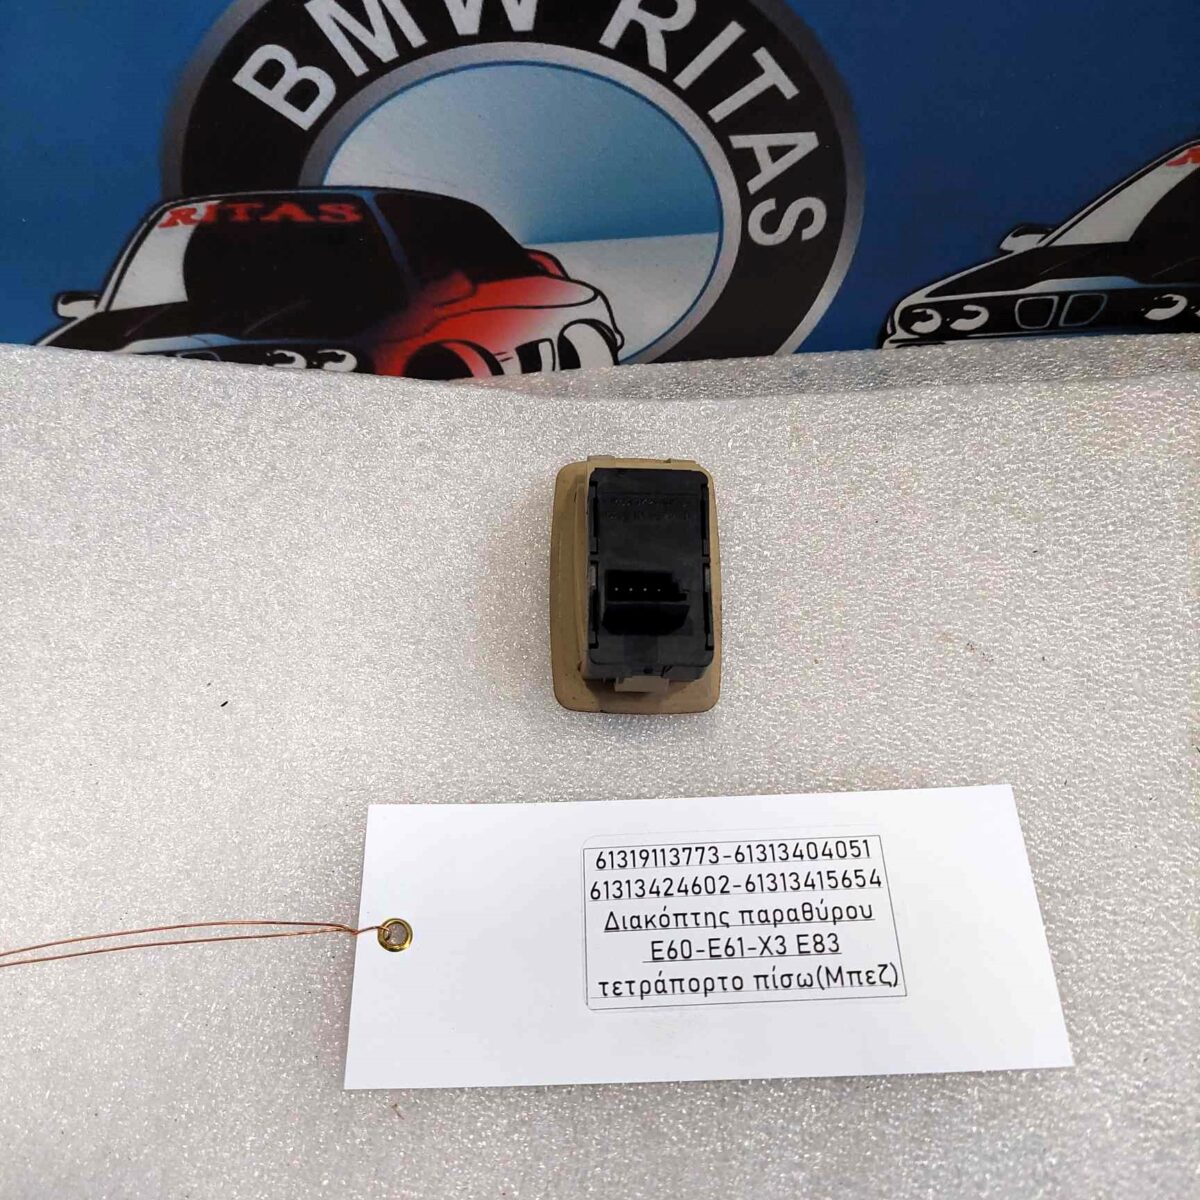 BMW RITAS
RITAS
61319113773-61313404051
61313424602-61313415654
Διακόπτης παραθύρου
E60-E61-X3 E83
τετράπορτο πίσω(Μπεζ)